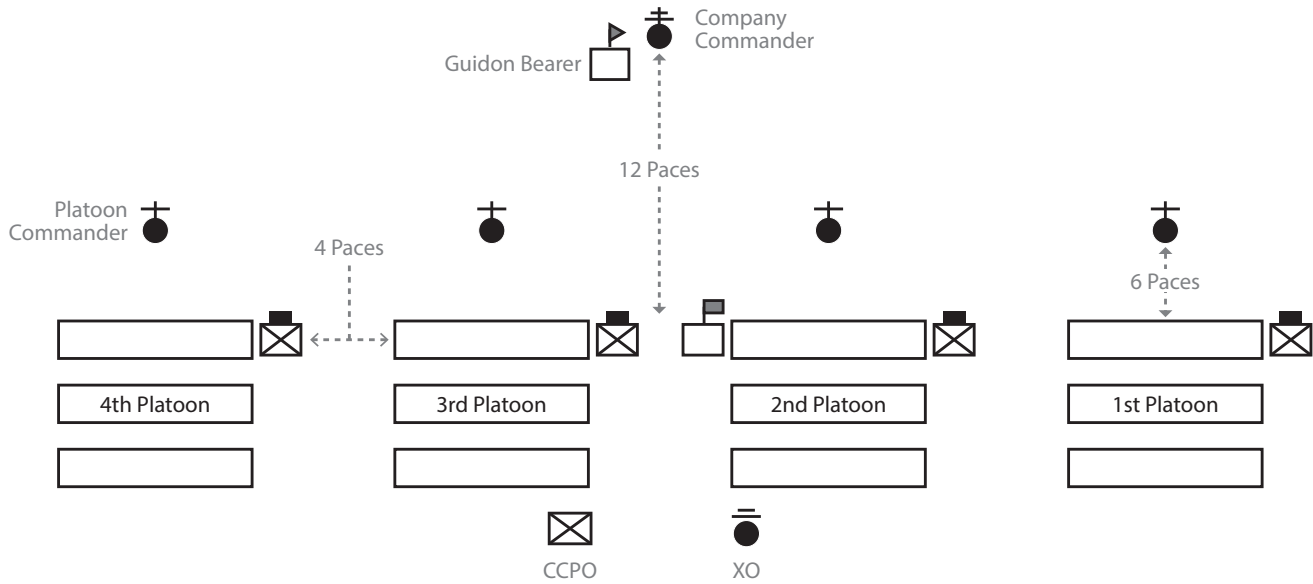 Company
Commander
Guidon Bearer
12 Paces
Platoon
Commander
4 Paces
6 Paces
4th Platoon
3rd Platoon
2nd Platoon
1st Platoon
CCPO
XO